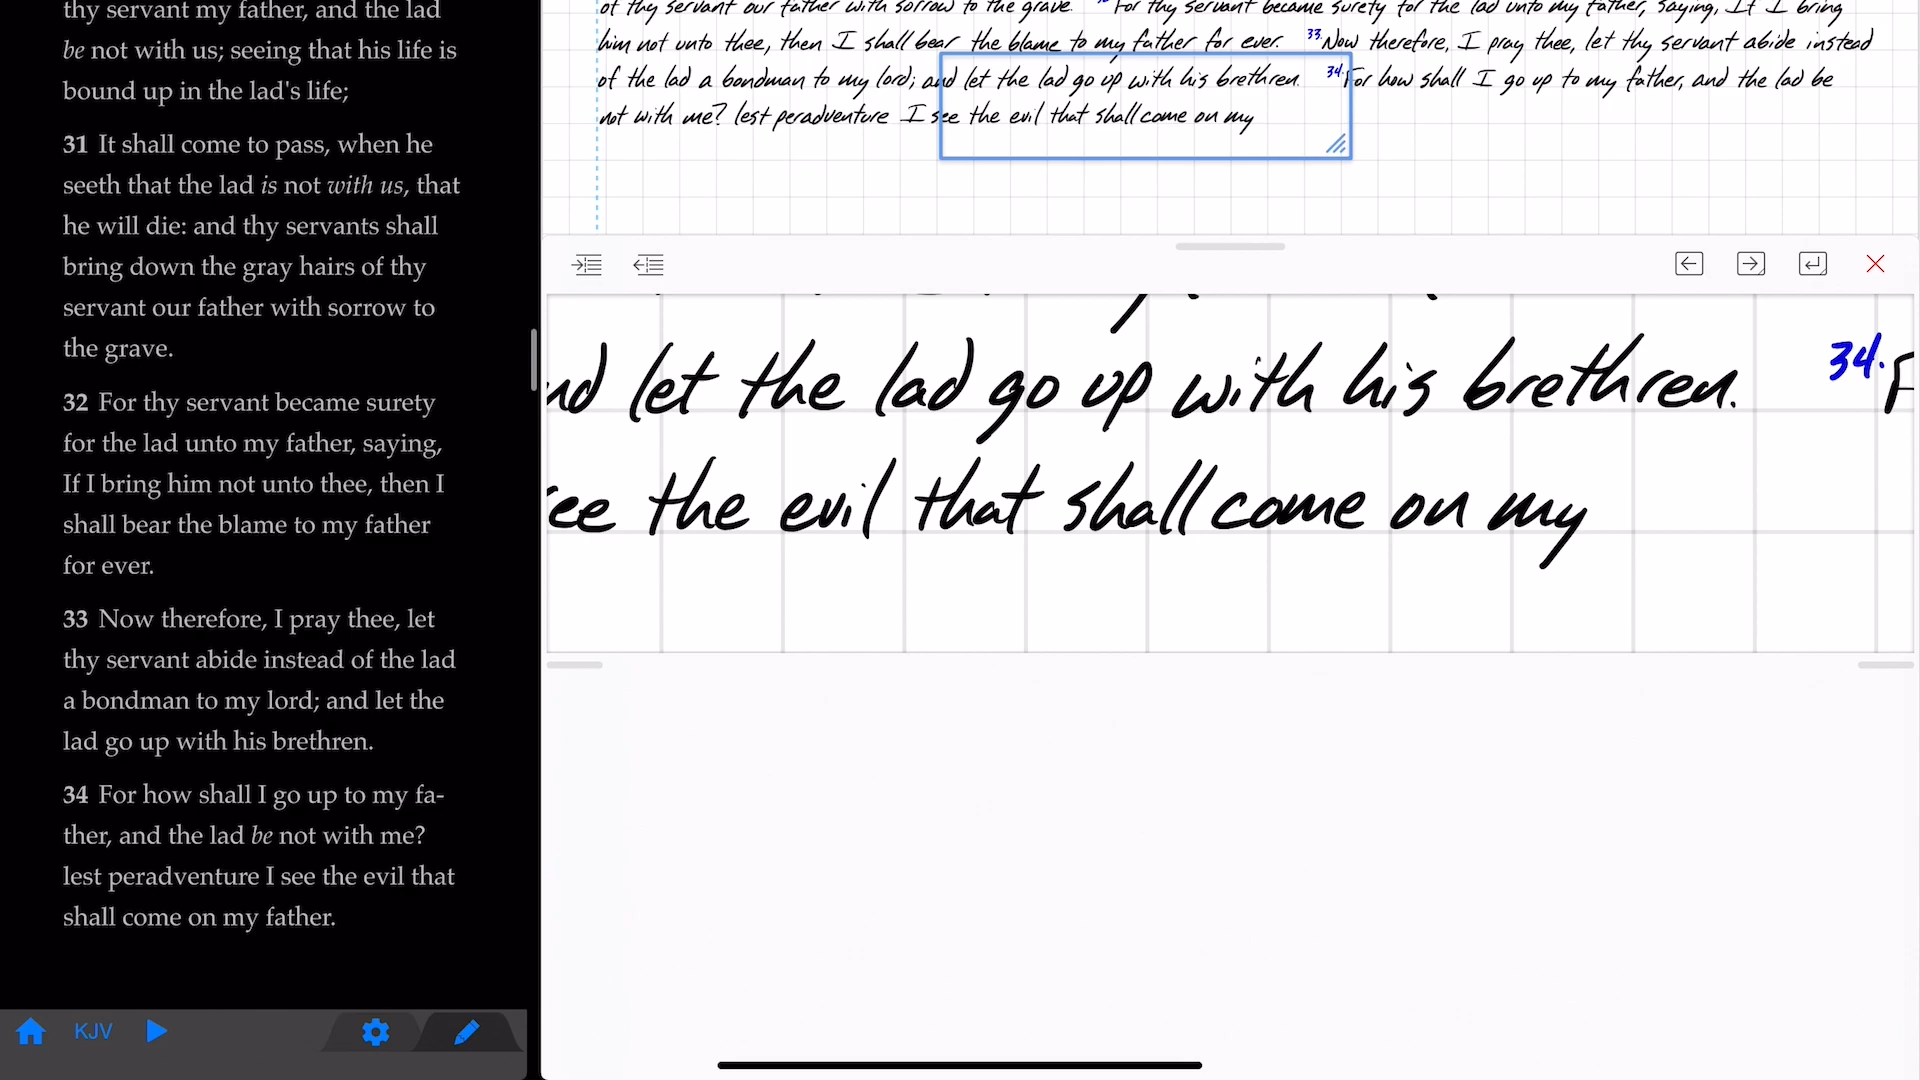 thy servant my father, and the lad
be not with us; seeing that his life is
bound up in the lad's life;
31 It shall come to pass, when he
seeth that the lad is not with us, that
he will die: and thy servants shall
bring down the gray hairs of thy
servant our father with sorrow to
the grave.
32 For thy servant became surety
for the lad unto my father, saying,
If I bring him not unto thee, then I
shall bear the blame to my father
for ever.
33 Now therefore, I pray thee, let
thy servant abide instead of the lad
a bondman to my lord; and let the
lad go up with his brethren.
34 For how shall I go up to my fa-
ther, and the lad be not with me?
lest peradventure I see the evil that
shall come on my father.
KJV
of thy servant our father with sorrow to the grave. For thy servant became surety for the lad unto my father, saying, If I bring
him not unto thee, then I shall bear the blame to my father for ever. 33. Now therefore, I pray thee, let thy servant abide instead
of the lad a bondman to my lord; and let the lad go up with his brethren. 34. For how shall I go up to my father, and the lad be
not with me? lest peradventure I see the evil that shall come on my
nd let the lad go up with his brethren. 34. F
ee the evil that shall come on my